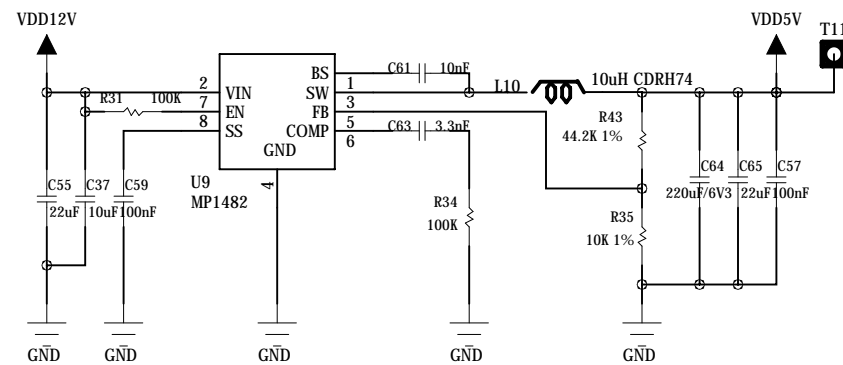 VDD12V
VDD5V
T11
BS
1
C61
10nF
2
VIN
SW
L10
10uH CDRH74
R31
100K
7
EN
FB
3
8
SS
COMP
5
C63
3.3nF
6
GND
R43
44.2K 1%
C55
22uF
C37
10uF
C59
100nF
U9
MP1482
4
R34
100K
R35
10K 1%
C64
220uF/6V3
C65
22uF
C57
100nF
GND
GND
GND
GND
GND